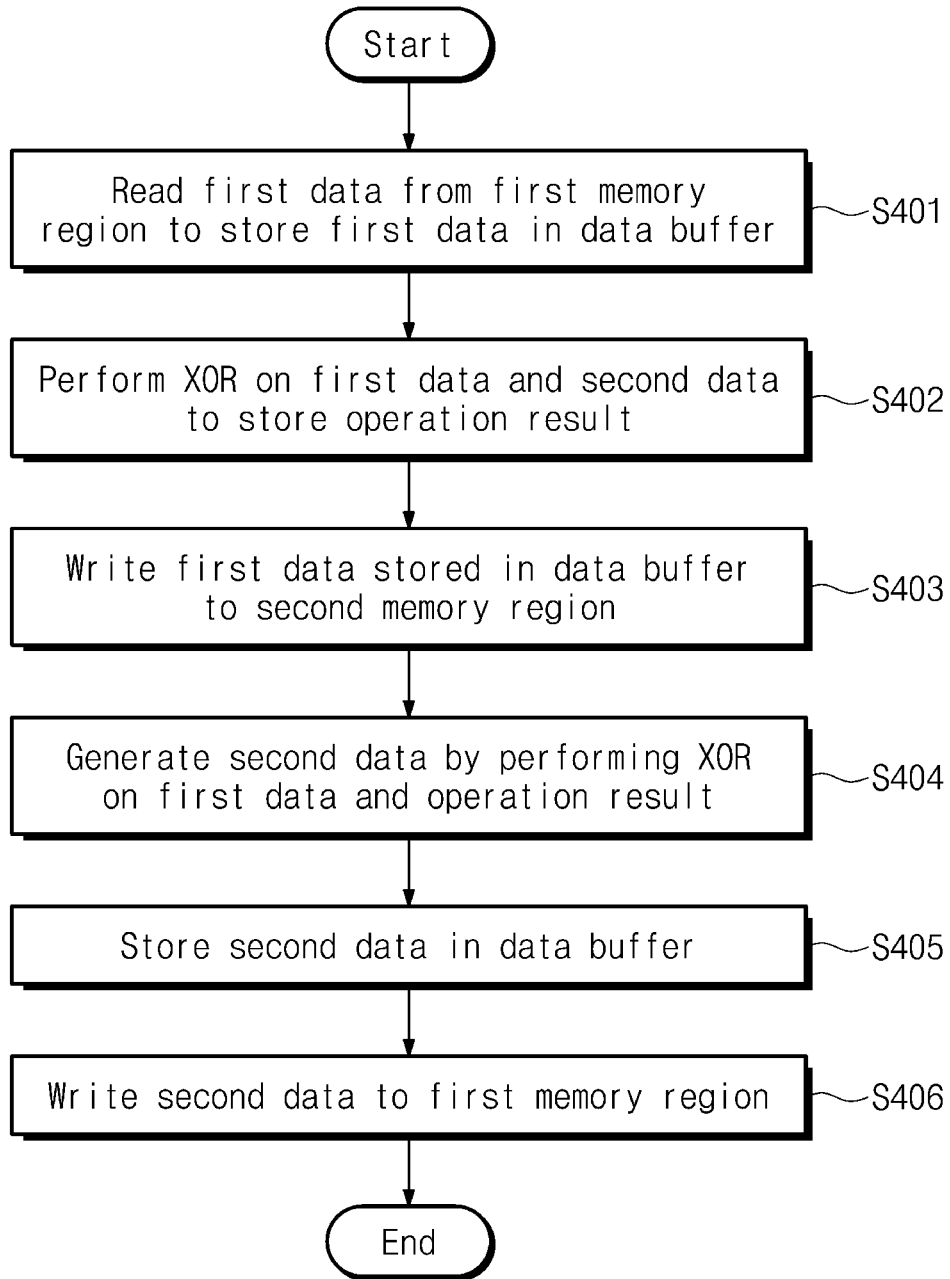 Start
Read first data from first memory
region to store first data in data buffer
S401
Perform XOR on first data and second data
to store operation result
S402
Write first data stored in data buffer
to second memory region
S403
Generate second data by performing XOR
on first data and operation result
S404
Store second data in data buffer
S405
Write second data to first memory region
S406
End